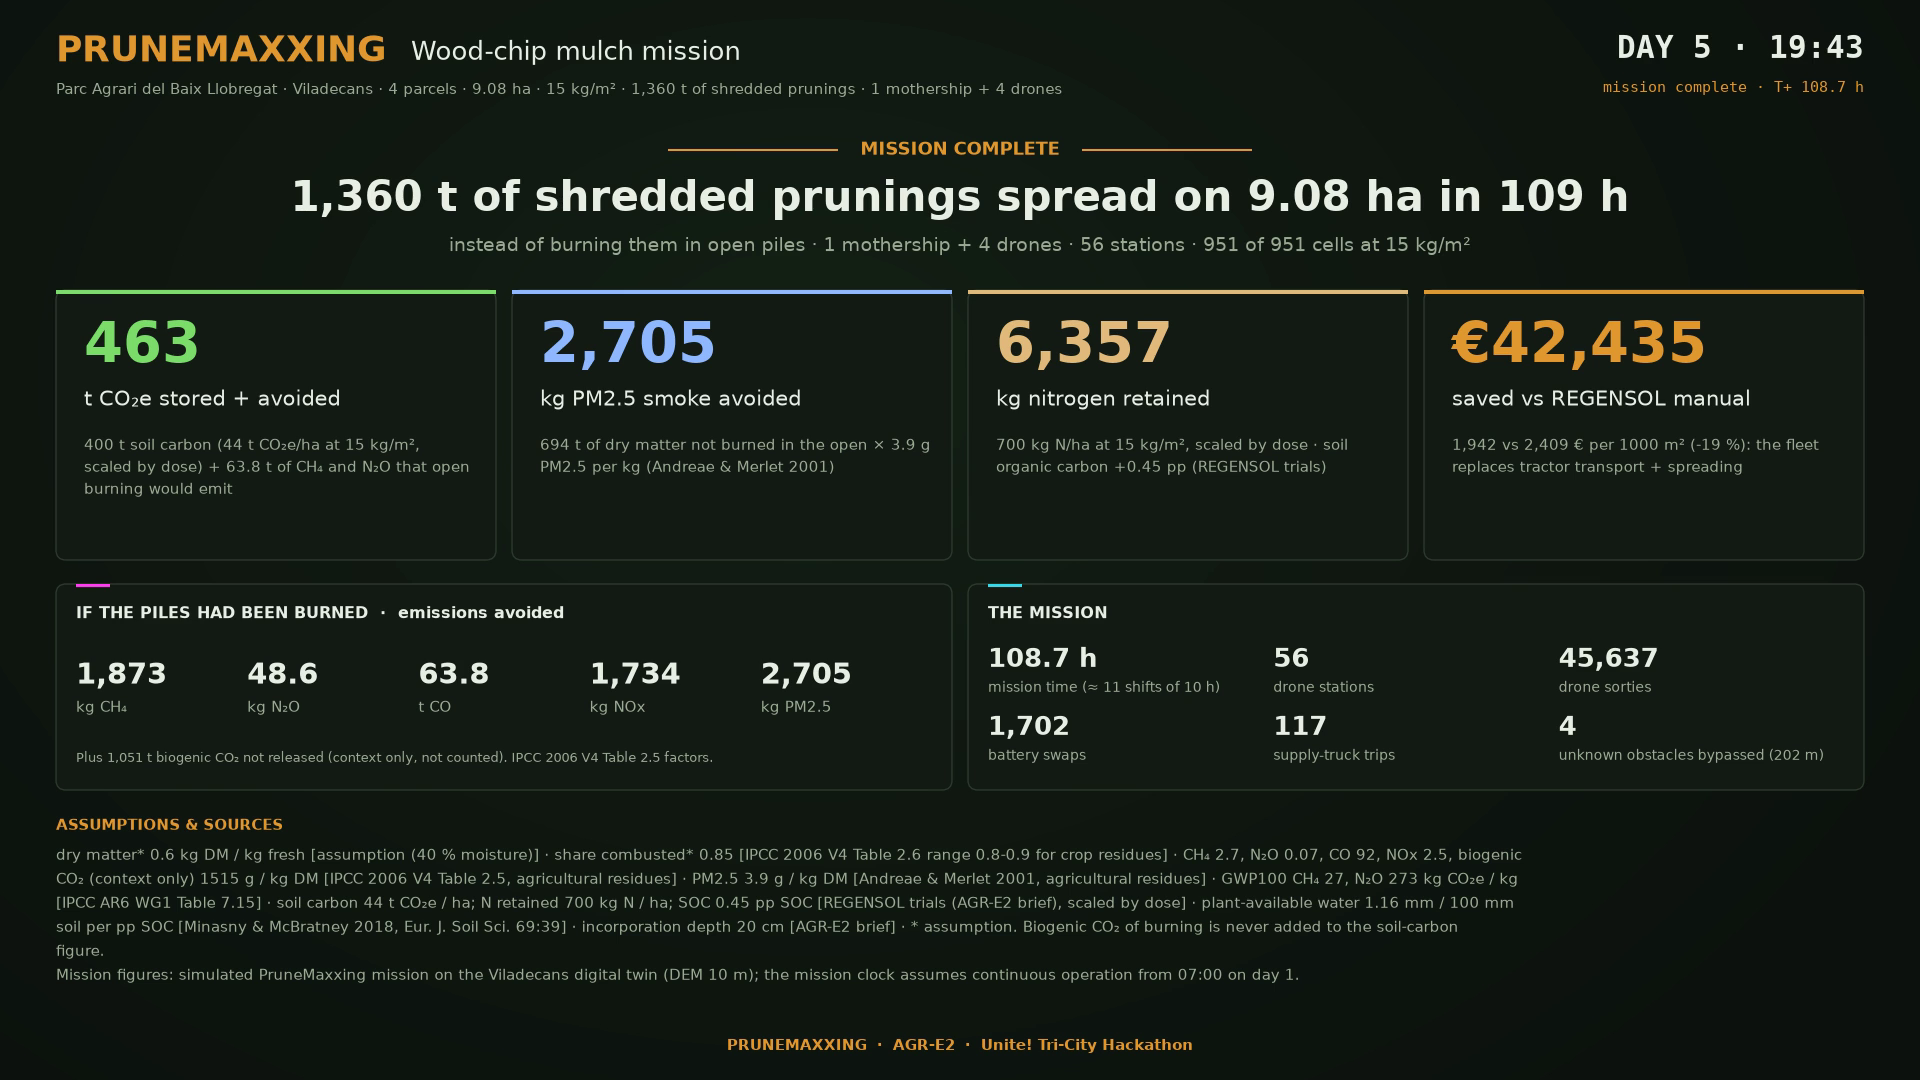 PRUNEMAXXING Wood-chip mulch mission
DAY 5 · 19:43
Parc Agrari del Baix Llobregat · Viladecans · 4 parcels · 9.08 ha · 15 kg/m² · 1,360 t of shredded prunings · 1 mothership + 4 drones
mission complete · T+ 108.7 h
MISSION COMPLETE
1,360 t of shredded prunings spread on 9.08 ha in 109 h
instead of burning them in open piles · 1 mothership + 4 drones · 56 stations · 951 of 951 cells at 15 kg/m²
463
t CO₂e stored + avoided
400 t soil carbon (44 t CO₂e/ha at 15 kg/m²,
scaled by dose) + 63.8 t of CH₄ and N₂O that open
burning would emit
2,705
kg PM2.5 smoke avoided
694 t of dry matter not burned in the open × 3.9 g
PM2.5 per kg (Andreae & Merlet 2001)
6,357
kg nitrogen retained
700 kg N/ha at 15 kg/m², scaled by dose · soil
organic carbon +0.45 pp (REGENSOL trials)
€42,435
saved vs REGENSOL manual
1,942 vs 2,409 € per 1000 m² (-19 %): the fleet
replaces tractor transport + spreading
IF THE PILES HAD BEEN BURNED · emissions avoided
1,873
kg CH₄
48.6
kg N₂O
63.8
t CO
1,734
kg NOx
2,705
kg PM2.5
Plus 1,051 t biogenic CO₂ not released (context only, not counted). IPCC 2006 V4 Table 2.5 factors.
THE MISSION
108.7 h
mission time (≈ 11 shifts of 10 h)
56
drone stations
45,637
drone sorties
1,702
battery swaps
117
supply-truck trips
4
unknown obstacles bypassed (202 m)
ASSUMPTIONS & SOURCES
dry matter* 0.6 kg DM / kg fresh [assumption (40 % moisture)] · share combusted* 0.85 [IPCC 2006 V4 Table 2.6 range 0.8-0.9 for crop residues] · CH₄ 2.7, N₂O 0.07, CO 92, NOx 2.5, biogenic
CO₂ (context only) 1515 g / kg DM [IPCC 2006 V4 Table 2.5, agricultural residues] · PM2.5 3.9 g / kg DM [Andreae & Merlet 2001, agricultural residues] · GWP100 CH₄ 27, N₂O 273 kg CO₂e / kg
[IPCC AR6 WG1 Table 7.15] · soil carbon 44 t CO₂e / ha; N retained 700 kg N / ha; SOC 0.45 pp SOC [REGENSOL trials (AGR-E2 brief), scaled by dose] · plant-available water 1.16 mm / 100 mm
soil per pp SOC [Minasny & McBratney 2018, Eur. J. Soil Sci. 69:39] · incorporation depth 20 cm [AGR-E2 brief] · * assumption. Biogenic CO₂ of burning is never added to the soil-carbon
figure.
Mission figures: simulated PruneMaxxing mission on the Viladecans digital twin (DEM 10 m); the mission clock assumes continuous operation from 07:00 on day 1.
PRUNEMAXXING · AGR-E2 · Unite! Tri-City Hackathon